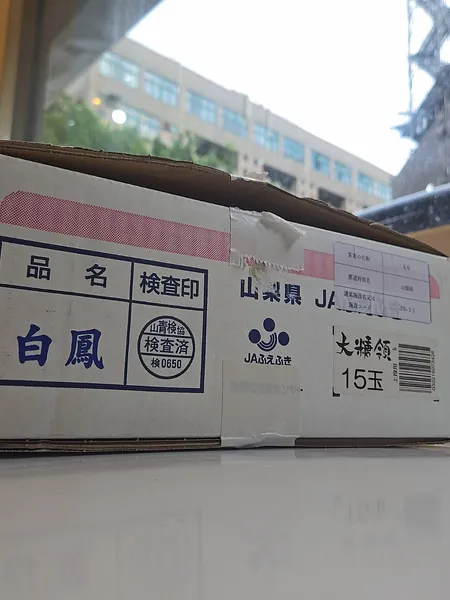 品名
検査印
白鳳
山青検協
検査済
検0650
山梨県 JA
JAふえふき
大糖領
15玉